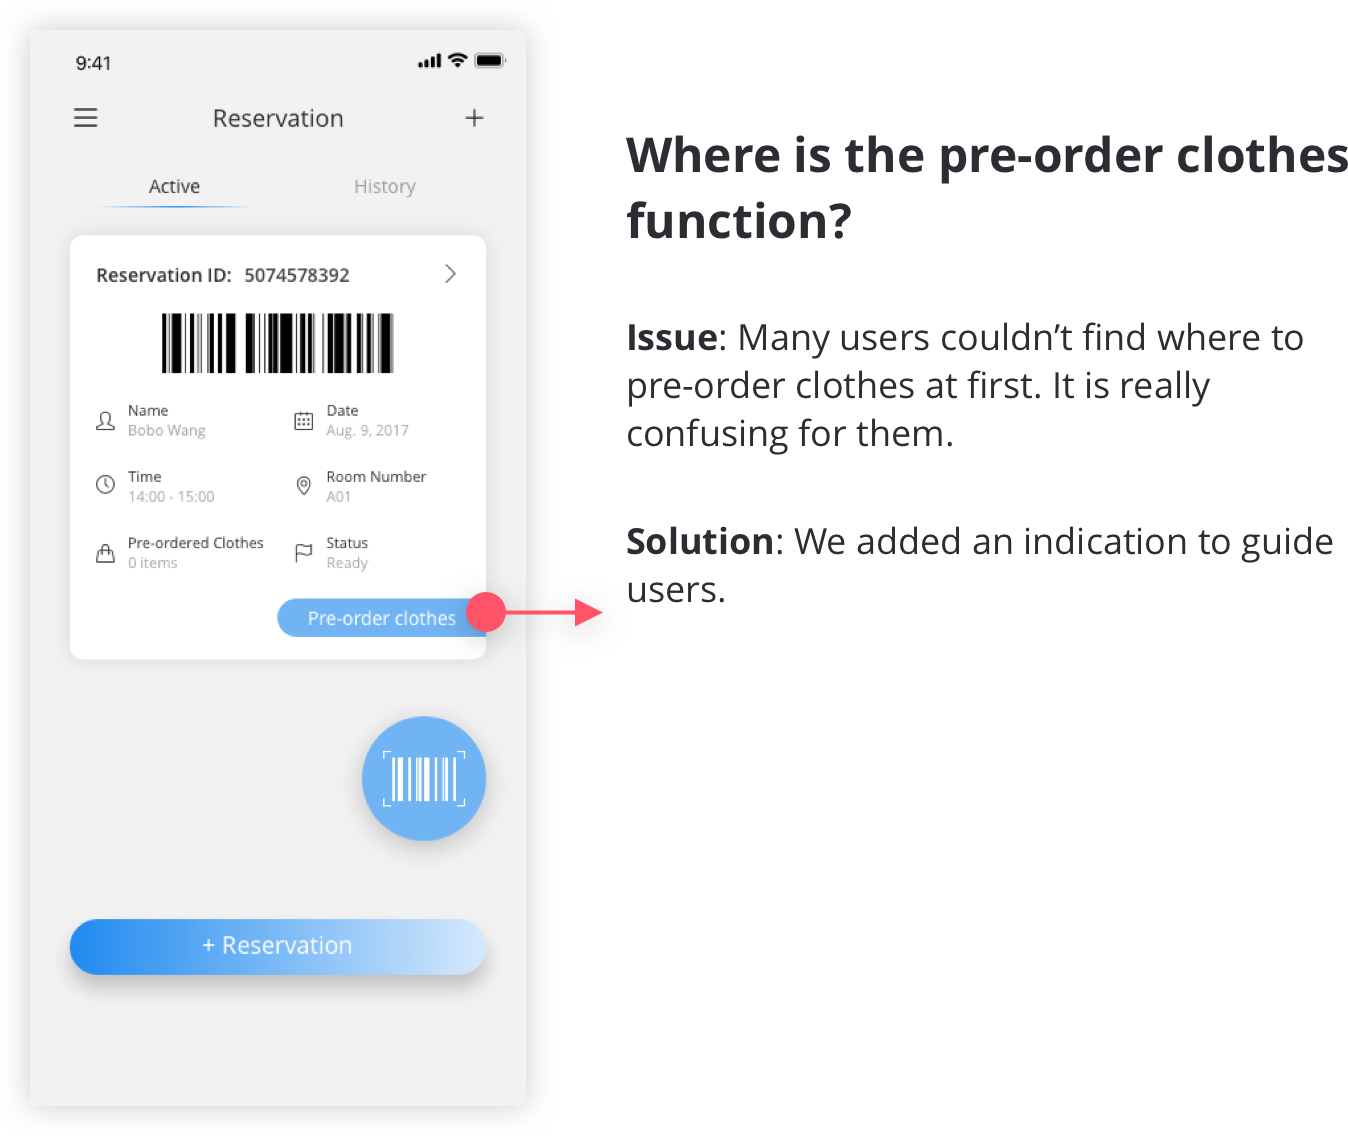 9:41
Reservation
Active
History
Reservation ID: 5074578392
Name
Bobo Wang
Date
Aug. 9, 2017
Time
14:00 - 15:00
Room Number
A01
Pre-ordered Clothes
0 items
Status
Ready
Pre-order clothes
+ Reservation
Where is the pre-order clothes
function?
Issue: Many users couldn’t find where to
pre-order clothes at first. It is really
confusing for them.
Solution: We added an indication to guide
users.